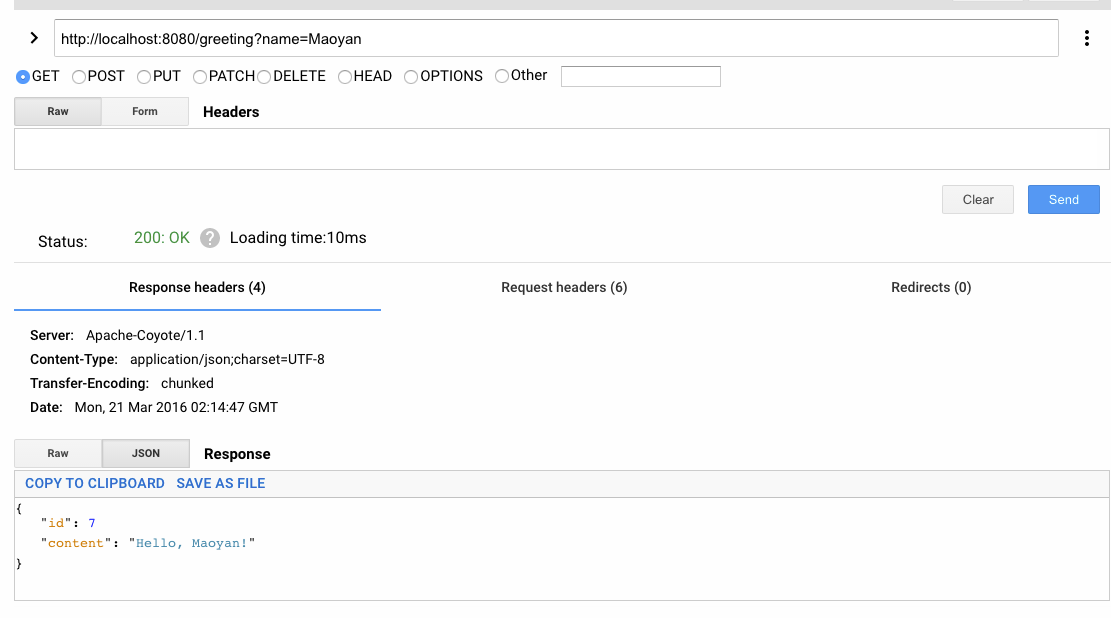 http://localhost:8080/greeting?name=Maoyan
GET POST PUT PATCH DELETE HEAD OPTIONS Other
Raw Form Headers
Clear Send
Status: 200: OK ? Loading time:10ms
Response headers (4) Request headers (6) Redirects (0)
Server: Apache-Coyote/1.1
Content-Type: application/json;charset=UTF-8
Transfer-Encoding: chunked
Date: Mon, 21 Mar 2016 02:14:47 GMT
Raw JSON Response
COPY TO CLIPBOARD SAVE AS FILE
{
"id": 7
"content": "Hello, Maoyan!"
}